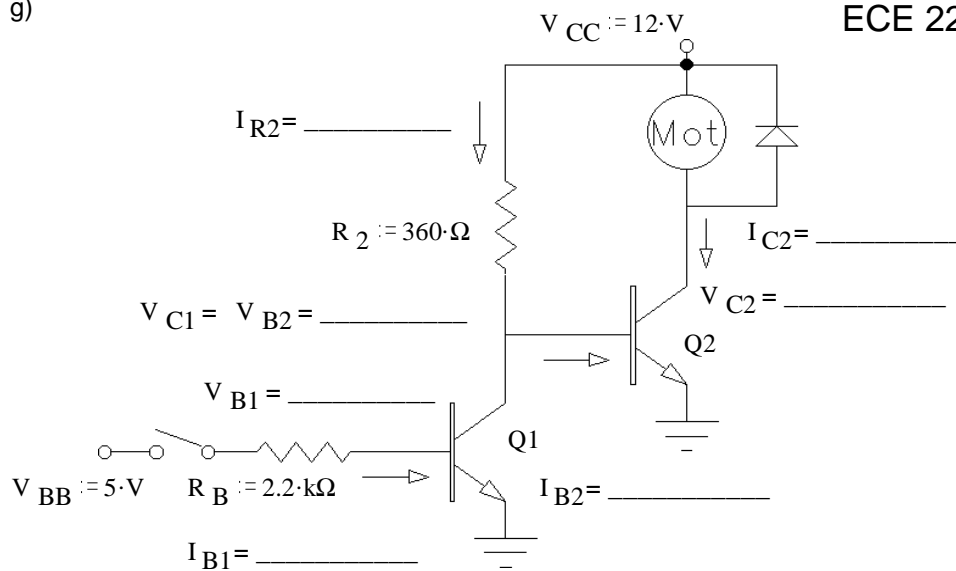 g)
ECE 22
V CC := 12·V
I R2= __________
Mot
R 2 := 360·Ω
I C2= __________
V C1 = V B2= __________
V C2 = ___________
Q2
V B1= __________
Q1
V BB := 5·V R B := 2.2·kΩ
I B2= ___________
I B1= ___________